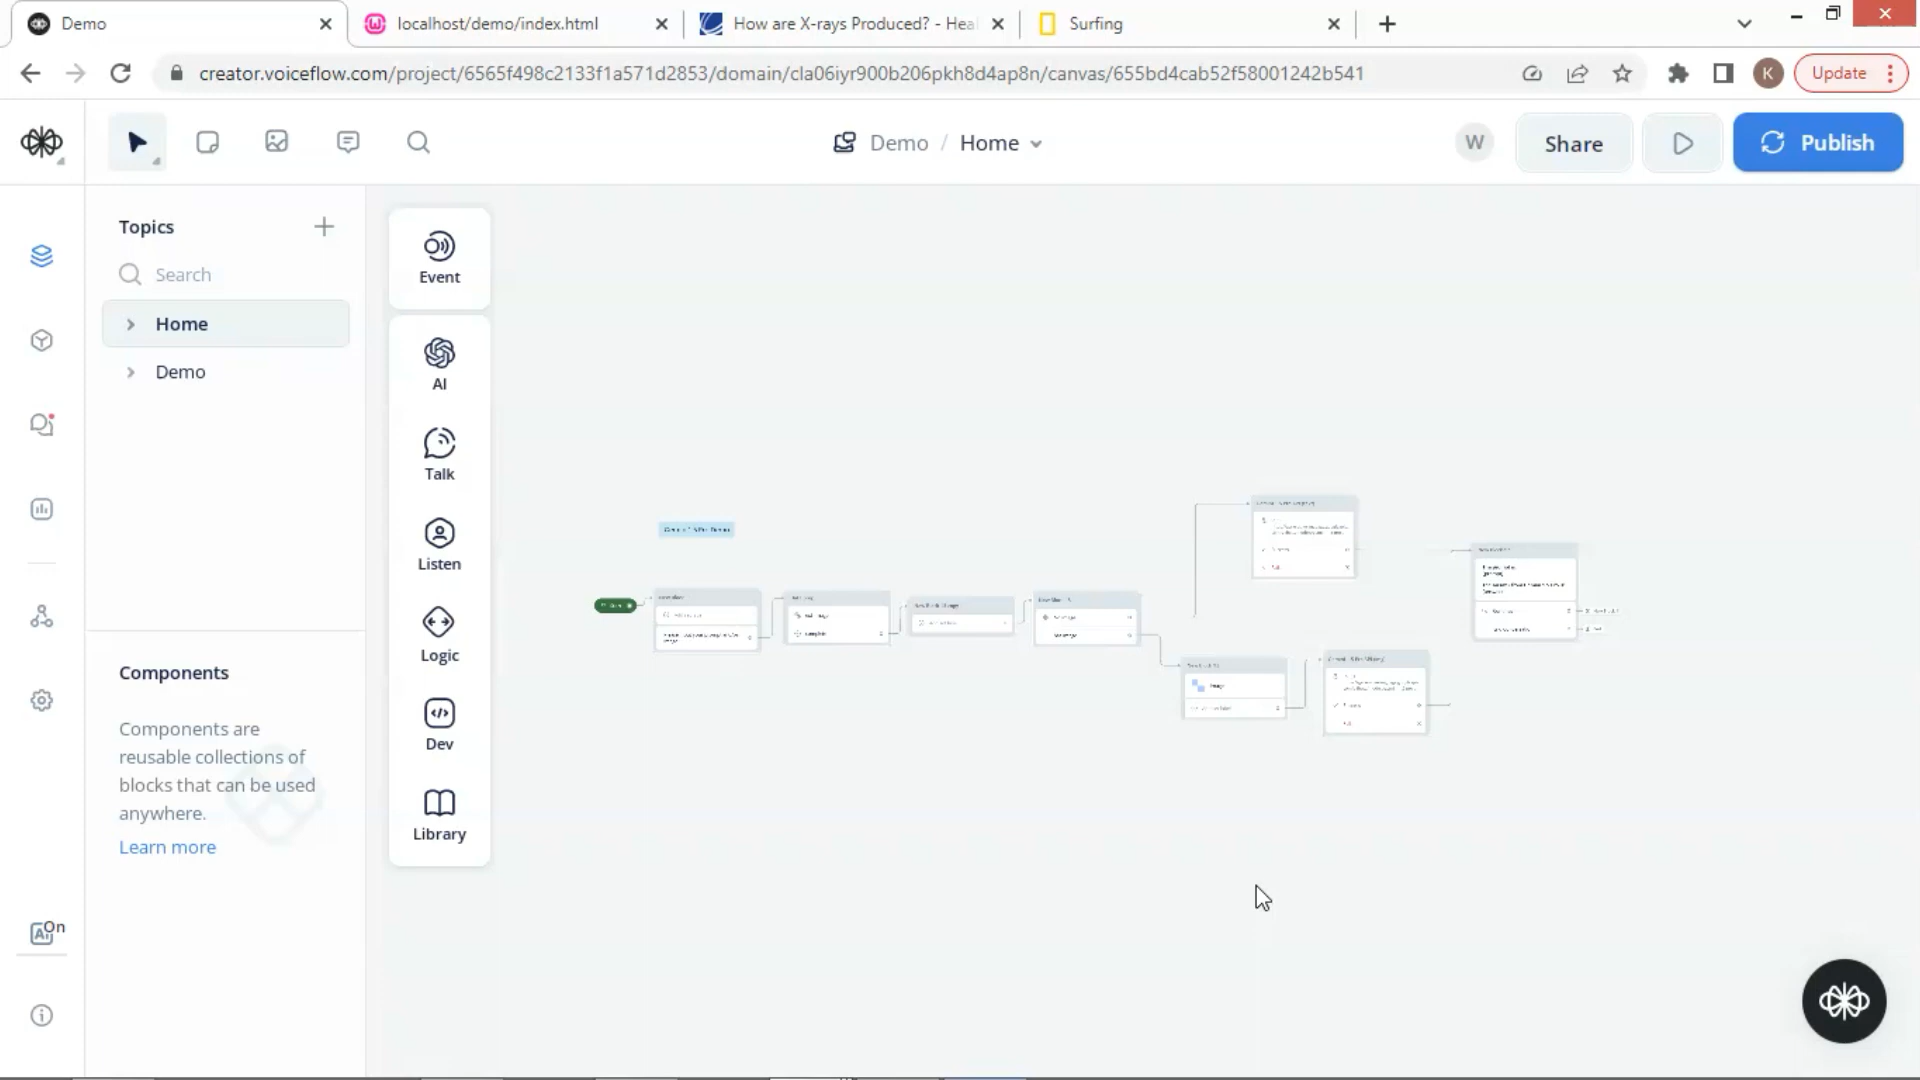 Demo
localhost/demo/index.html
How are X-rays Produced? - Hea
Surfing
creator.voiceflow.com/project/6565f498c2133f1a571d2853/domain/cla06iyr900b206pkh8d4ap8n/canvas/655bd4cab52f58001242b541
K
Update
Demo / Home
W
Share
Publish
Topics
Search
Home
Demo
Event
AI
Talk
Listen
Logic
Dev
Library
Components
Components are
reusable collections of
blocks that can be used
anywhere.
Learn more
On